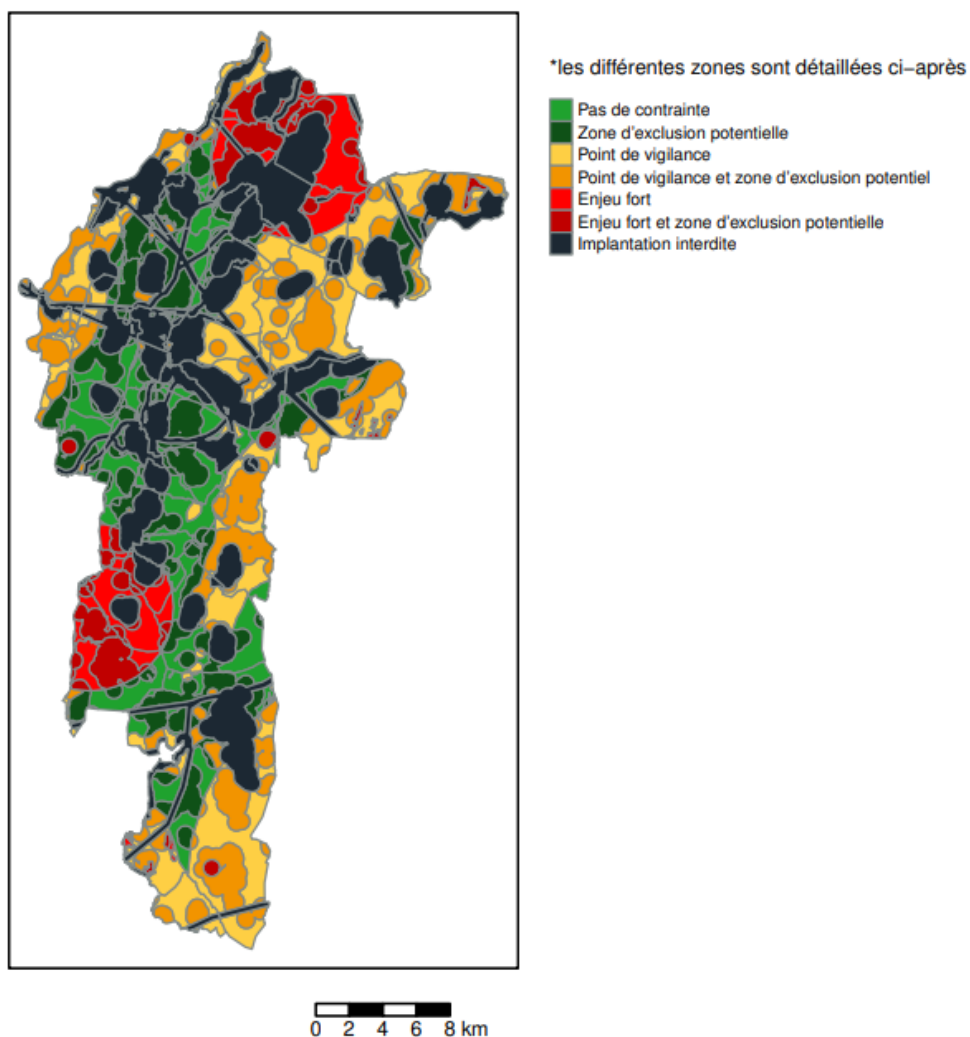 *les différentes zones sont détaillées ci–après
Pas de contrainte
Zone d'exclusion potentielle
Point de vigilance
Point de vigilance et zone d'exclusion potentiel
Enjeu fort
Enjeu fort et zone d'exclusion potentielle
Implantation interdite
0 2 4 6 8 km